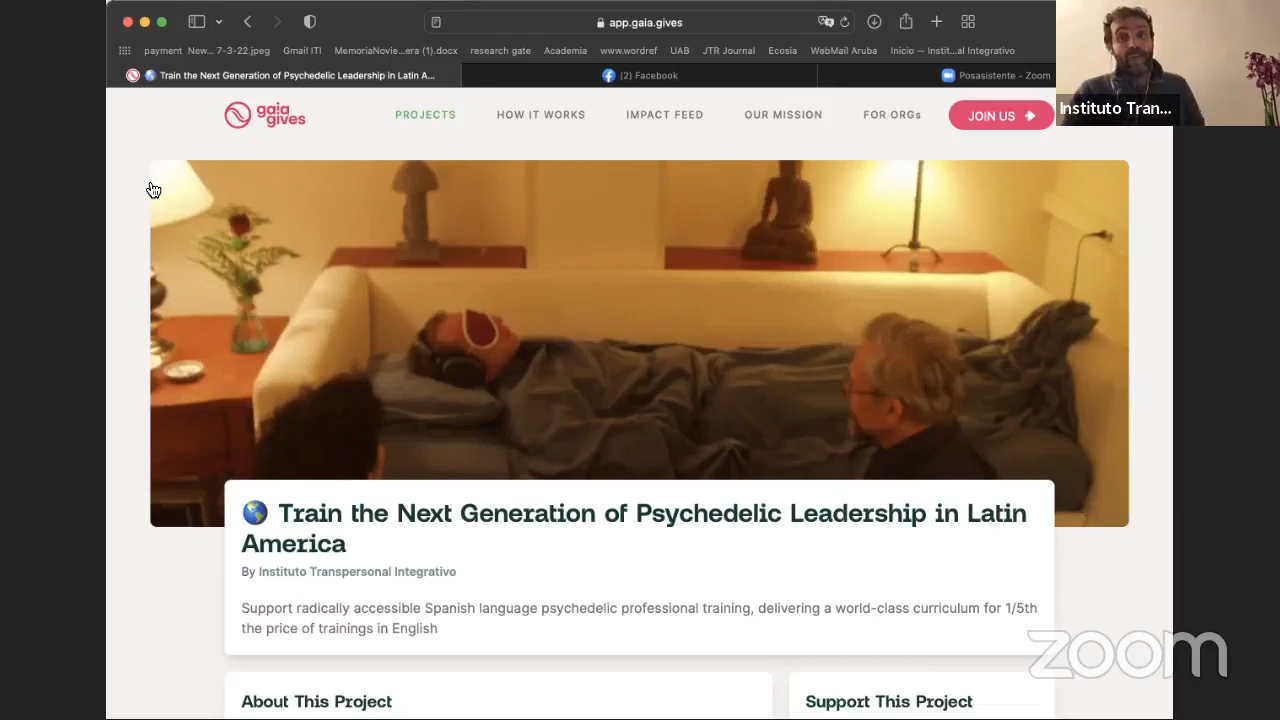 app.gaia.gives
payment
New... 7-3-22.jpeg
Gmail ITI
MemoriaNovie...era (1).docx
research gate
Academia
www.wordref
UAB
JTR Journal
Ecosia
WebMail Aruba
Inicio — Instit...al Integrativo
Train the Next Generation of Psychedelic Leadership in Latin A...
(2) Facebook
Posasistente - Zoom
gaia
gives
PROJECTS
HOW IT WORKS
IMPACT FEED
OUR MISSION
FOR ORGs
JOIN US
Instituto Tran...
Train the Next Generation of Psychedelic Leadership in Latin
America
By Instituto Transpersonal Integrativo
Support radically accessible Spanish language psychedelic professional training, delivering a world-class curriculum for 1/5th
the price of trainings in English
zoom
About This Project
Support This Project